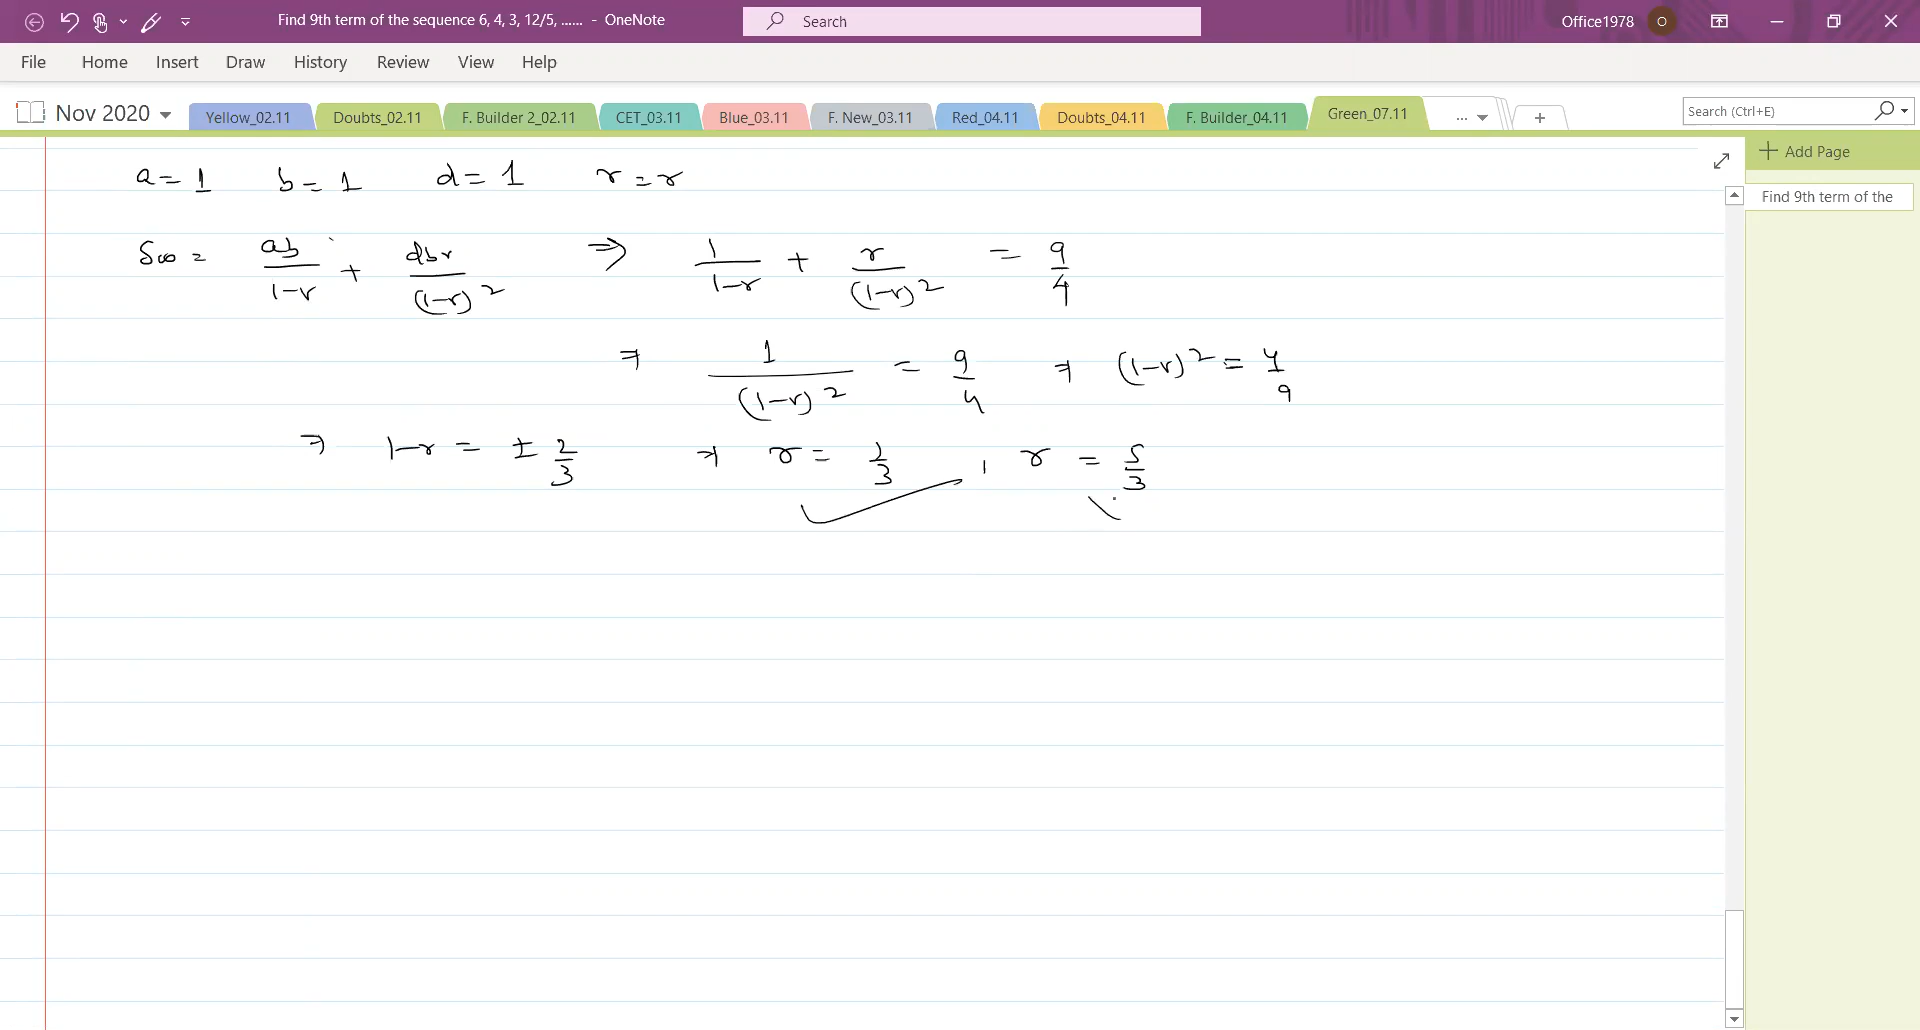 Find 9th term of the sequence 6, 4, 3, 12/5, ...... - OneNote
Search
Office1978
O
File Home Insert Draw History Review View Help
Nov 2020
Yellow_02.11
Doubts_02.11
F. Builder 2_02.11
CET_03.11
Blue_03.11
F. New_03.11
Red_04.11
Doubts_04.11
F. Builder_04.11
Green_07.11
...
+
Search (Ctrl+E)
Add Page
Find 9th term of the
a = 1 b = 1 d = 1 r = r
S∞ = ab/(1-r) + dbr/(1-r)² ⇒ 1/(1-r) + r/(1-r)² = 9/4
⇒ 1/(1-r)² = 9/4 ⇒ (1-r)² = 4/9
⇒ 1-r = ± 2/3 ⇒ r = 1/3 , r = 5/3